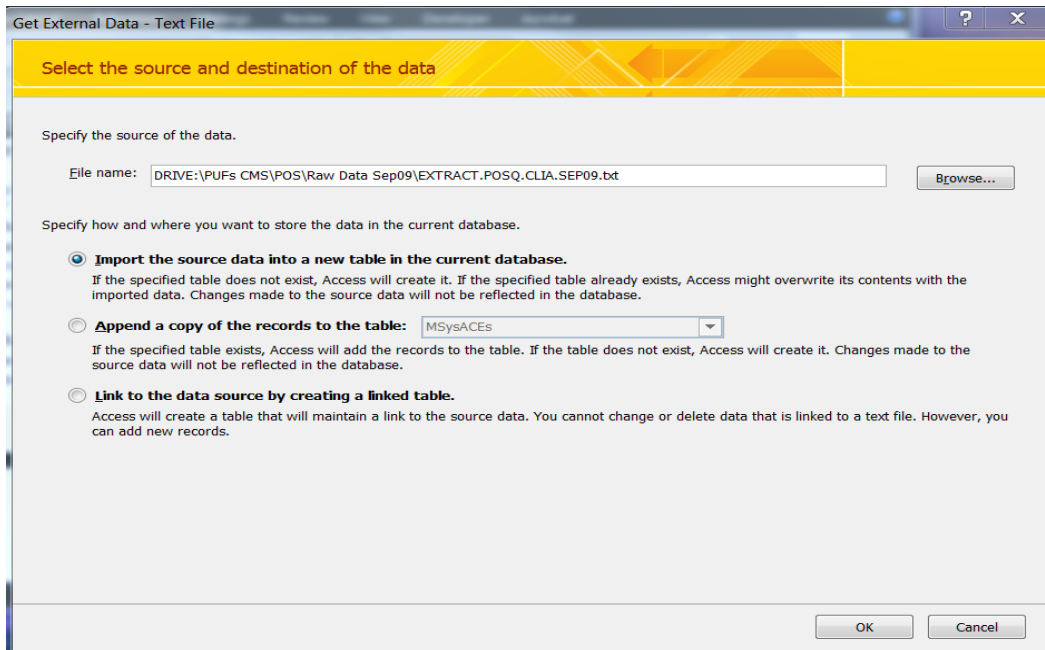 Get External Data - Text File
Select the source and destination of the data
Specify the source of the data.
File name: DRIVE:\PUFs CMS\POS\Raw Data Sep09\EXTRACT.POSQ.CLIA.SEP09.txt Browse...
Specify how and where you want to store the data in the current database.
Import the source data into a new table in the current database.
If the specified table does not exist, Access will create it. If the specified table already exists, Access might overwrite its contents with the
imported data. Changes made to the source data will not be reflected in the database.
Append a copy of the records to the table: MSysACEs
If the specified table exists, Access will add the records to the table. If the table does not exist, Access will create it. Changes made to the
source data will not be reflected in the database.
Link to the data source by creating a linked table.
Access will create a table that will maintain a link to the source data. You cannot change or delete data that is linked to a text file. However, you
can add new records.
OK Cancel